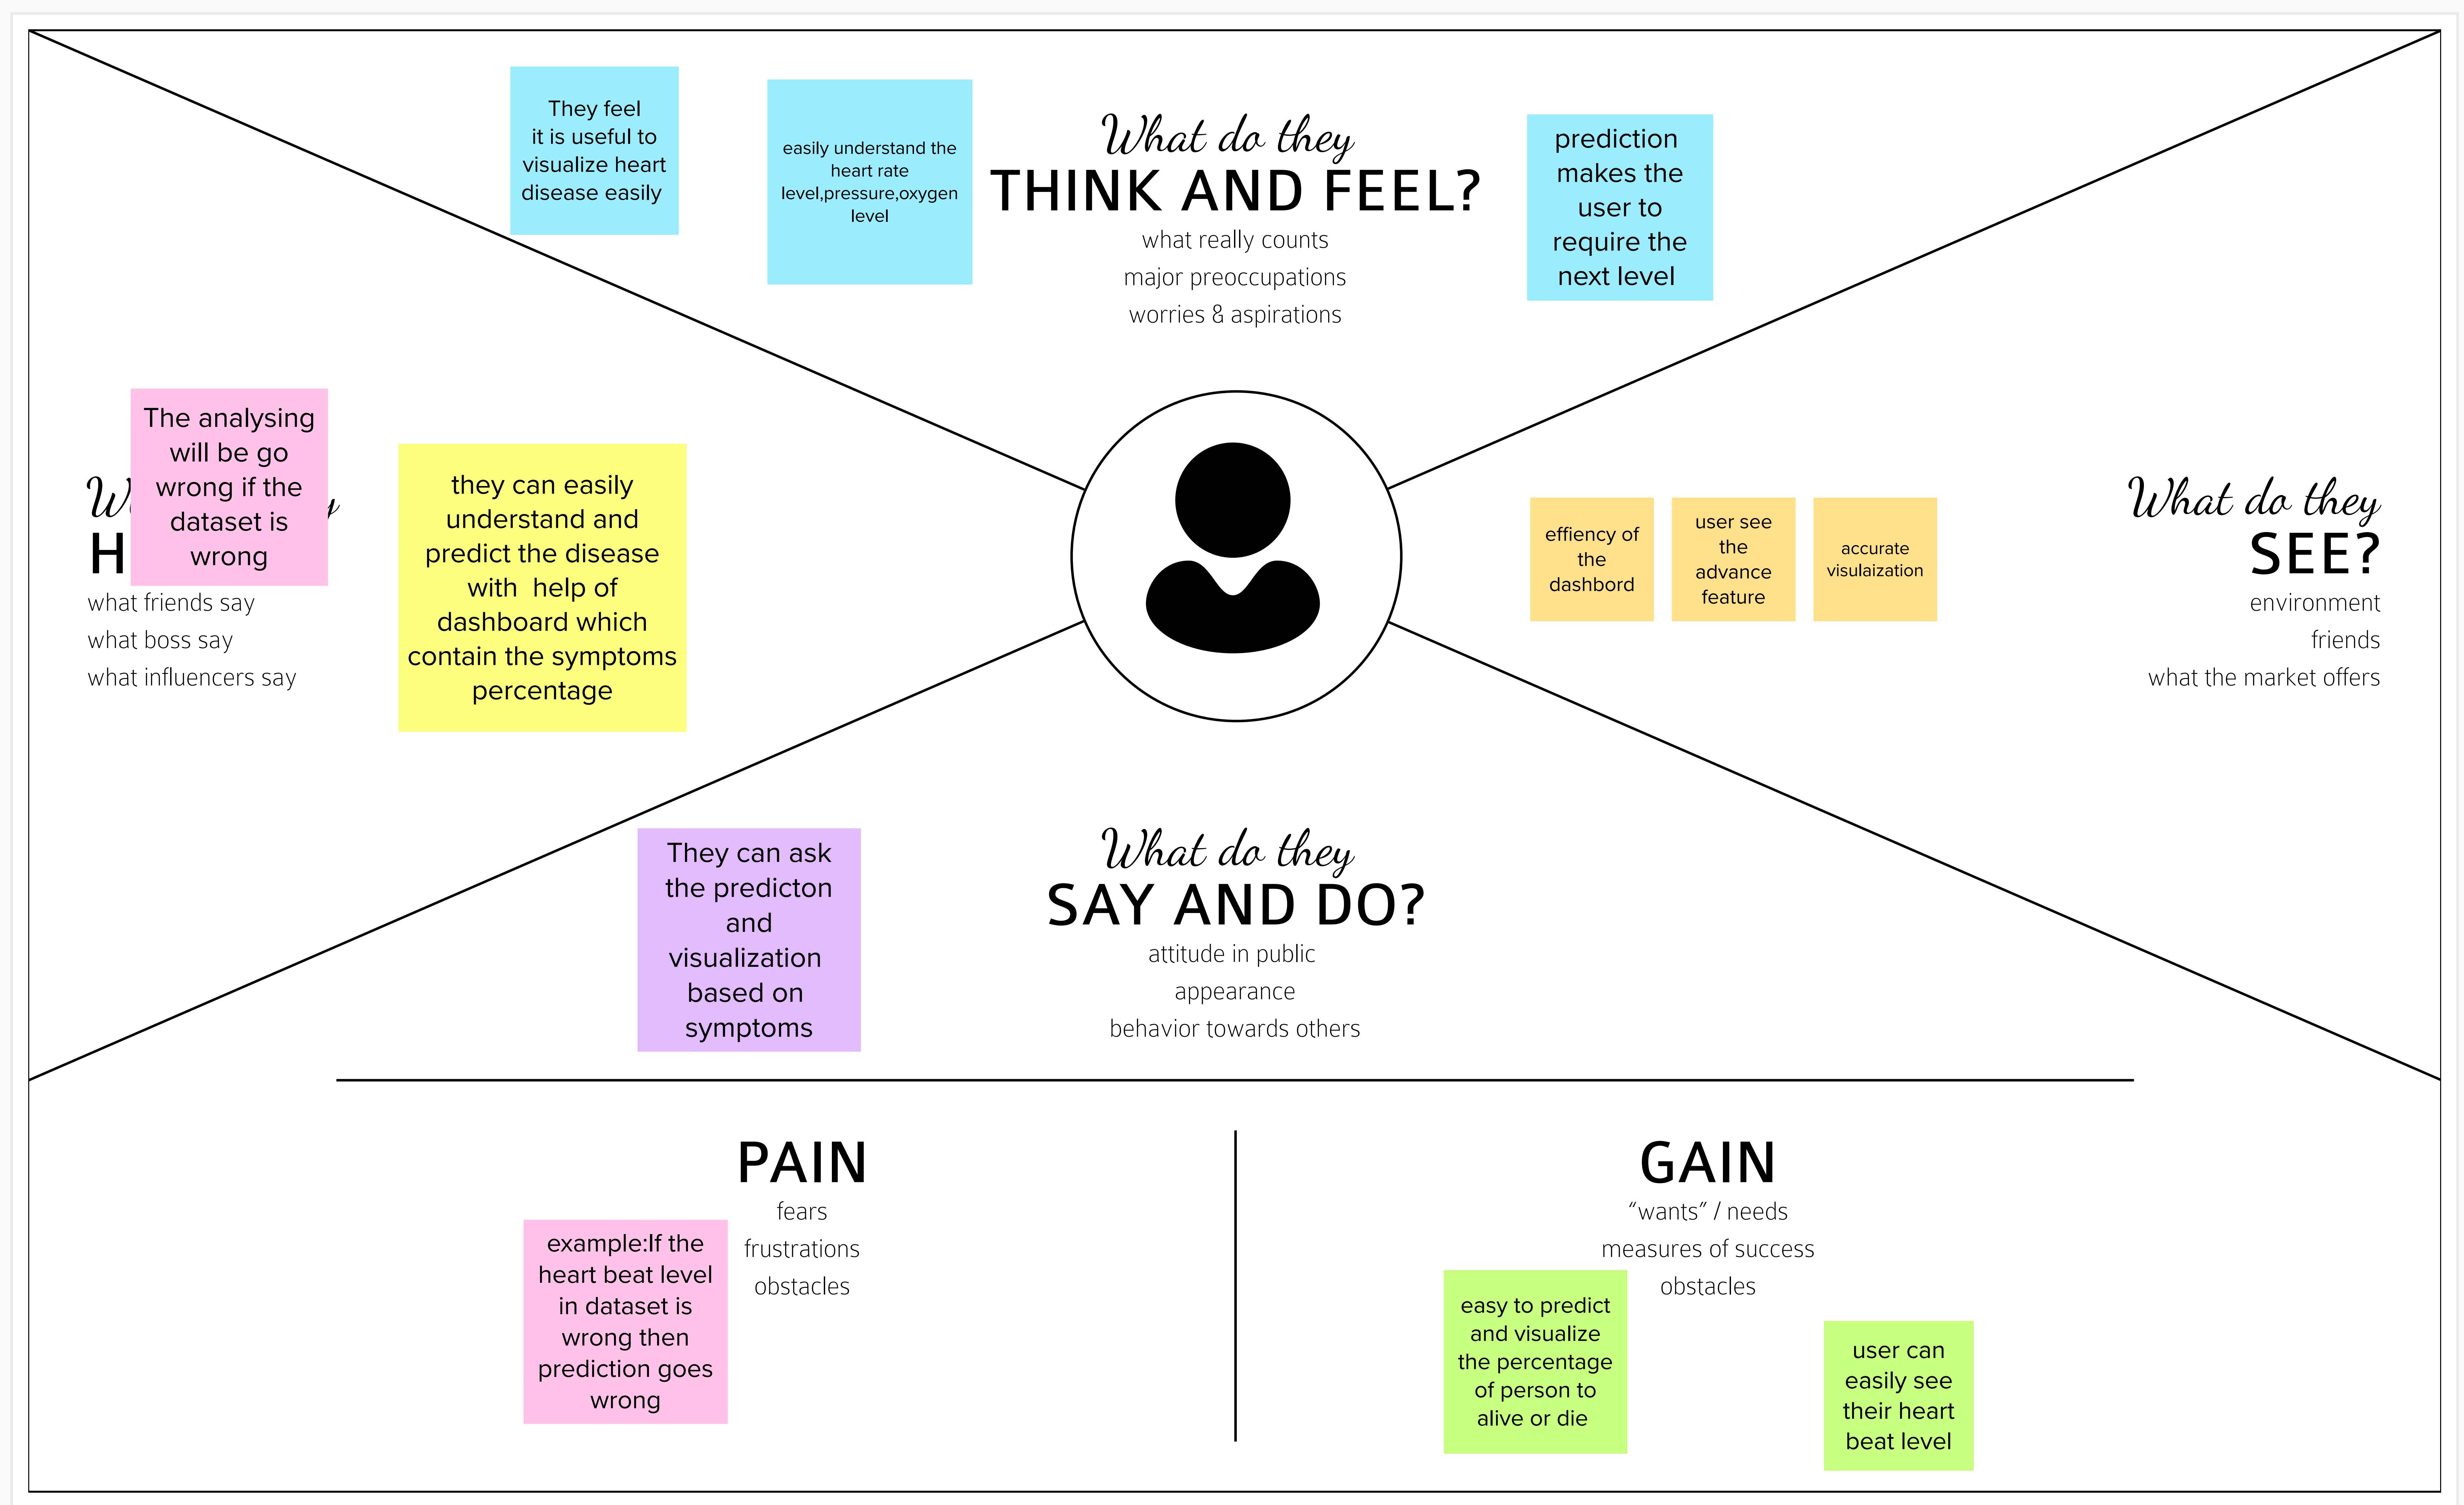 They feel
it is useful to
visualize heart
disease easily
easily understand the
heart rate
level,pressure,oxygen
level
What do they
THINK AND FEEL?
what really counts
major preoccupations
worries & aspirations
prediction
makes the
user to
require the
next level
The analysing
will be go
wrong if the
dataset is
wrong
what friends say
what boss say
what influencers say
they can easily
understand and
predict the disease
with  help of
dashboard which
contain the symptoms
percentage
effiency of
the
dashbord
user see
the
advance
feature
accurate
visulaization
What do they
SEE?
environment
friends
what the market offers
They can ask
the predicton
and
visualization
based on
symptoms
What do they
SAY AND DO?
attitude in public
appearance
behavior towards others
PAIN
fears
frustrations
obstacles
example:If the
heart beat level
in dataset is
wrong then
prediction goes
wrong
GAIN
“wants” / needs
measures of success
obstacles
easy to predict
and visualize
the percentage
of person to
alive or die
user can
easily see
their heart
beat level